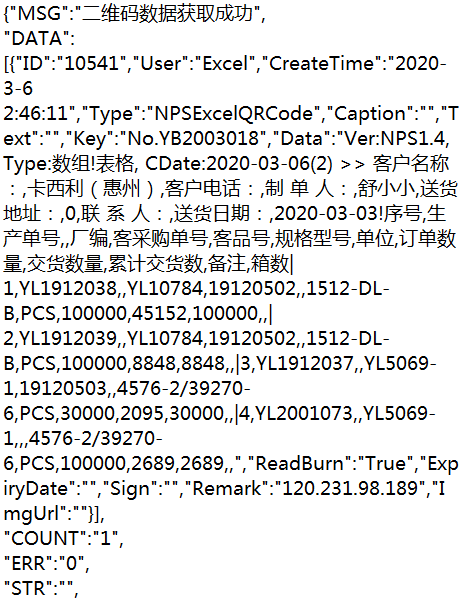 {"MSG":"二维码数据获取成功",
"DATA":
[{"ID":"10541","User":"Excel","CreateTime":"2020-
3-6
2:46:11","Type":"NPSExcelQRCode","Caption":"","T
ext":"","Key":"No.YB2003018","Data":"Ver:NPS1.4,
Type:数组!表格, CDate:2020-03-06(2) >> 客户名称
：,卡西利（惠州）,客户电话：,制 单 人：,舒小小,送货
地址：,0,联 系 人：,送货日期：,2020-03-03!序号,生
产单号,,厂编,客采购单号,客品号,规格型号,单位,订单数
量,交货数量,累计交货数,备注,箱数|
1,YL1912038,,YL10784,19120502,,1512-DL-
B,PCS,100000,45152,100000,,|
2,YL1912039,,YL10784,19120502,,1512-DL-
B,PCS,100000,8848,8848,,|3,YL1912037,,YL5069-
1,19120503,,4576-2/39270-
6,PCS,30000,2095,30000,,|4,YL2001073,,YL5069-
1,,,4576-2/39270-
6,PCS,100000,2689,2689,,","ReadBurn":"True","Exp
iryDate":"","Sign":"","Remark":"120.231.98.189","I
mgUrl":""}],
"COUNT":"1",
"ERR":"0",
"STR":"",